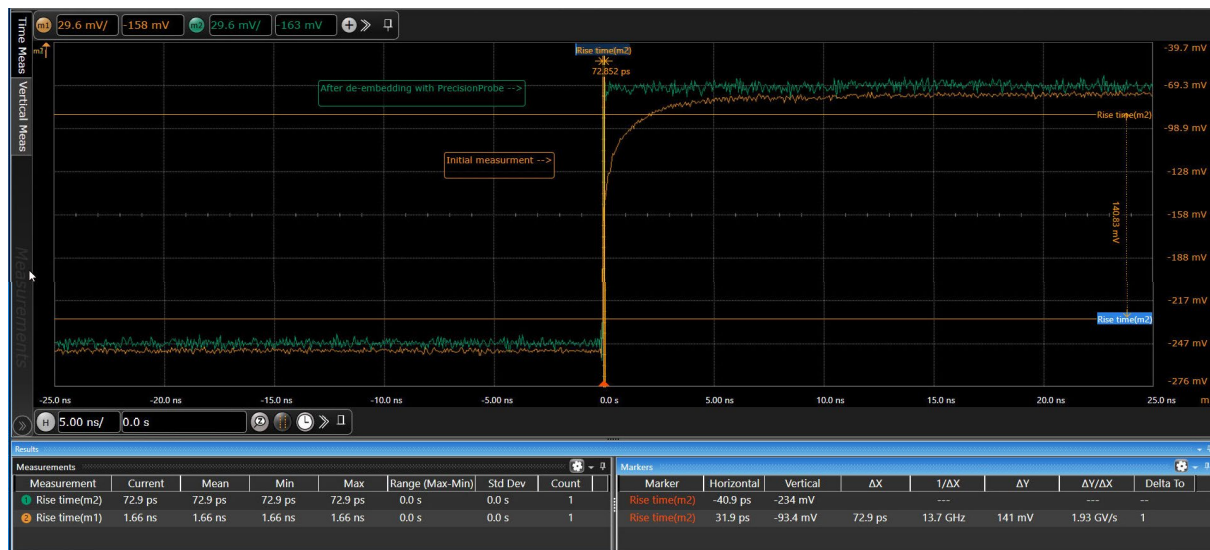 Time Meas
Vertical Meas
Measurements
m1 29.6 mV/ -158 mV m2 29.6 mV/ -163 mV
m1
Rise time(m2)
72.852 ps
After de-embedding with PrecisionProbe -->
Initial measurment -->
-39.7 mV
-69.3 mV
Rise time(m2)
-98.9 mV
-128 mV
140.83 mV
-158 mV
-188 mV
-217 mV
Rise time(m2)
-247 mV
-276 mV
-25.0 ns -20.0 ns -15.0 ns -10.0 ns -5.00 ns 0.0 s 5.00 ns 10.0 ns 15.0 ns 20.0 ns 25.0 ns m
H 5.00 ns/ 0.0 s
Results
Measurements
Measurement Current Mean Min Max Range (Max-Min) Std Dev Count
1 Rise time(m2) 72.9 ps 72.9 ps 72.9 ps 72.9 ps 0.0 s 0.0 s 1
2 Rise time(m1) 1.66 ns 1.66 ns 1.66 ns 1.66 ns 0.0 s 0.0 s 1
Markers
Marker Horizontal Vertical ΔX 1/ΔX ΔY ΔY/ΔX Delta To
Rise time(m2) -40.9 ps -234 mV --- --- --
Rise time(m2) 31.9 ps -93.4 mV 72.9 ps 13.7 GHz 141 mV 1.93 GV/s 1